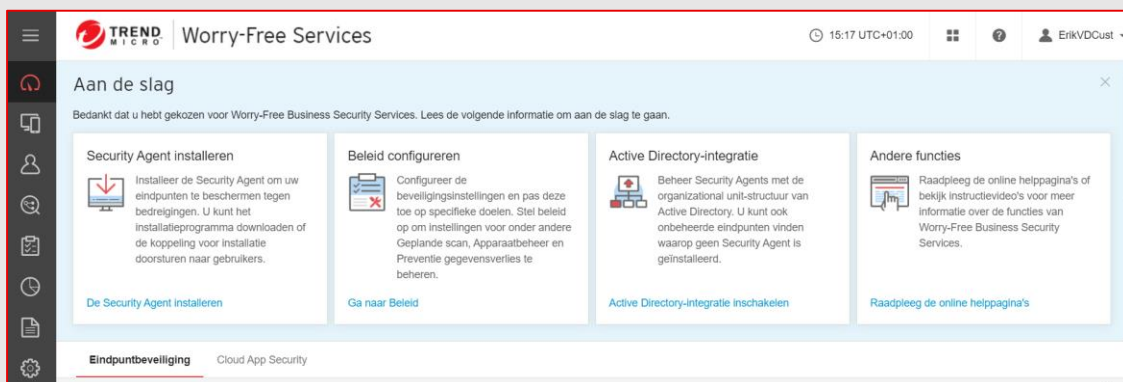 TREND MICRO
Worry-Free Services
15:17 UTC+01:00
ErikVDCust
Aan de slag
Bedankt dat u hebt gekozen voor Worry-Free Business Security Services. Lees de volgende informatie om aan de slag te gaan.
Security Agent installeren
Installeer de Security Agent om uw
eindpunten te beschermen tegen
bedreigingen. U kunt het
installatieprogramma downloaden of
de koppeling voor installatie
doorsturen naar gebruikers.
De Security Agent installeren
Beleid configureren
Configureer de
beveiligingsinstellingen en pas deze
toe op specifieke doelen. Stel beleid
op om instellingen voor onder andere
Geplande scan, Apparaatbeheer en
Preventie gegevensverlies te
beheren.
Ga naar Beleid
Active Directory-integratie
Beheer Security Agents met de
organizational unit-structuur van
Active Directory. U kunt ook
onbeheerde eindpunten vinden
waarop geen Security Agent is
geïnstalleerd.
Active Directory-integratie inschakelen
Andere functies
Raadpleeg de online helppagina's of
bekijk instructievideo's voor meer
informatie over de functies van
Worry-Free Business Security
Services.
Raadpleeg de online helppagina's
Eindpuntbeveiliging
Cloud App Security